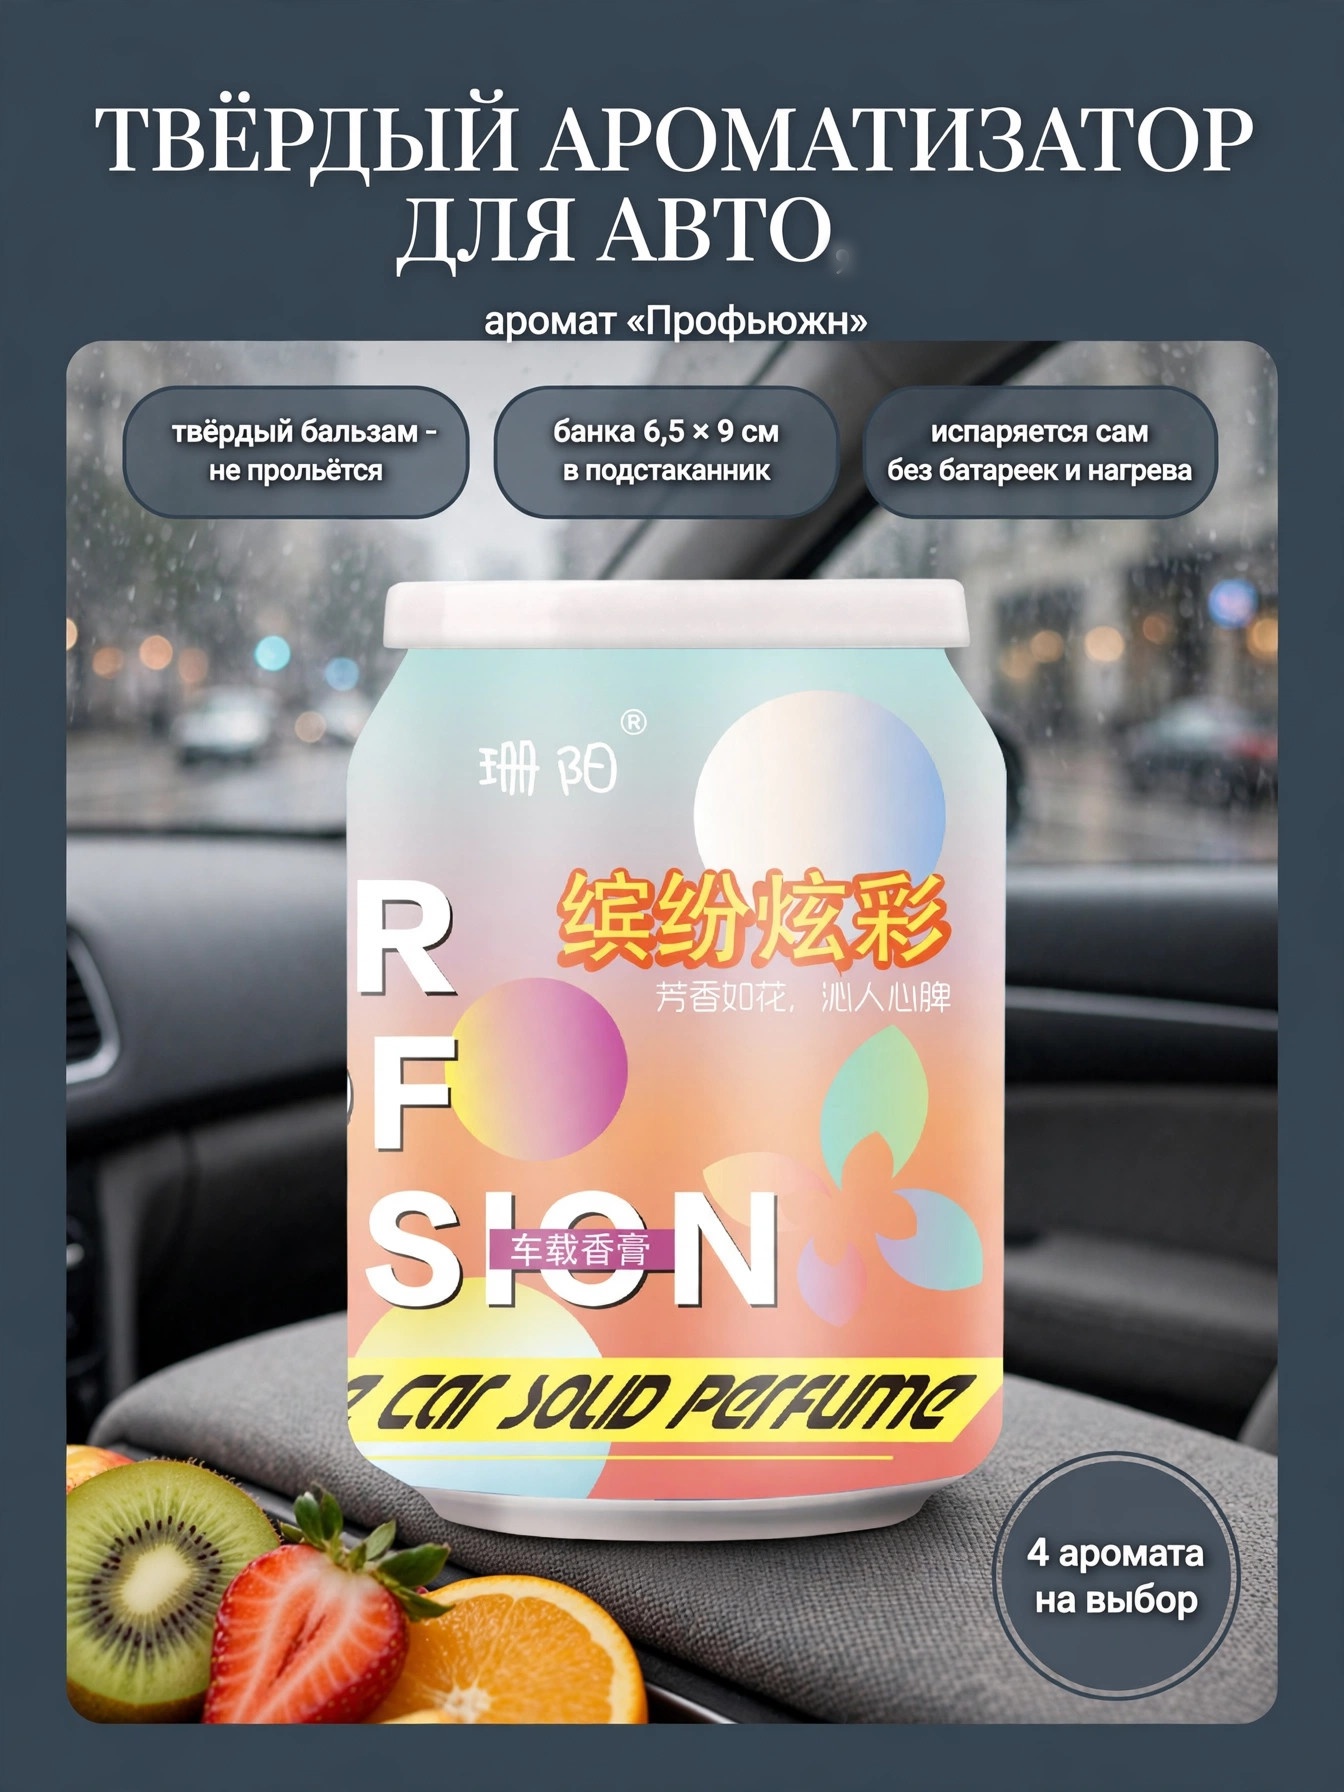 ТВЁРДЫЙ АРОМАТИЗАТОР
ДЛЯ АВТО
аромат «Профьюжн»
твёрдый бальзам -
не прольётся
банка 6,5 × 9 см
в подстаканник
испаряется сам
без батареек и нагрева
珊阳®
缤纷炫彩
芳香如花，沁人心脾
R
F
SION
车载香膏
e car SOLID PerFUME
4 аромата
на выбор